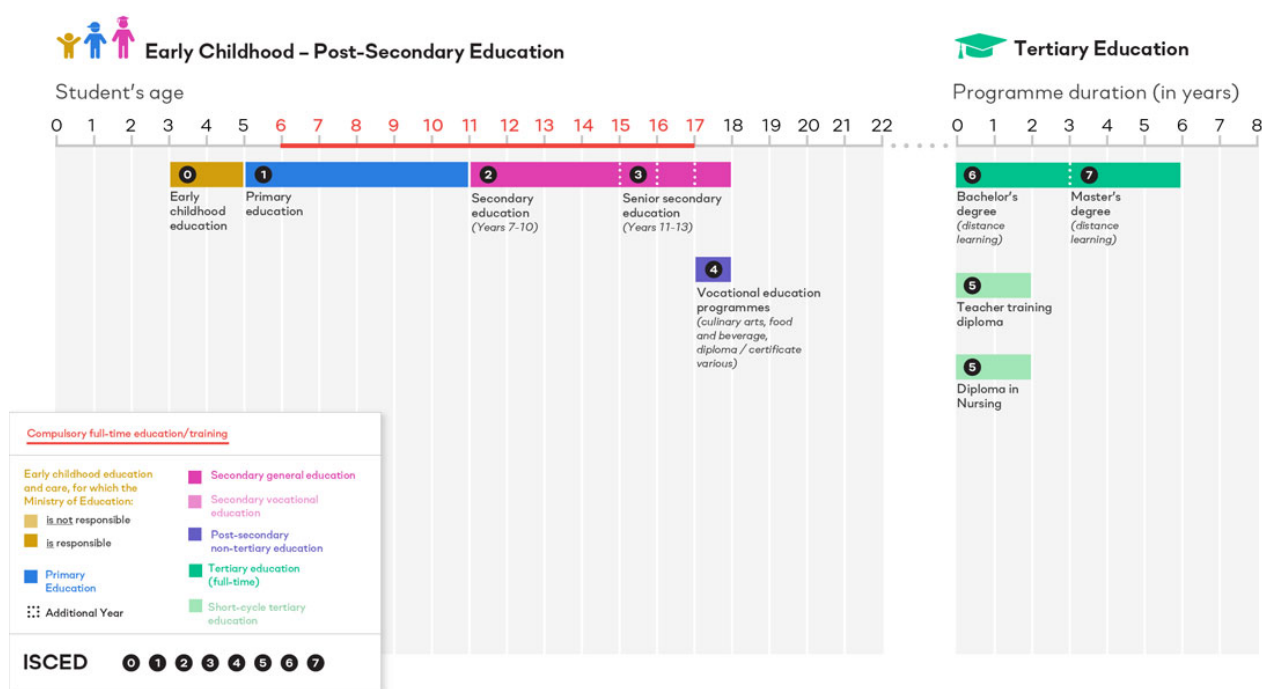 Early Childhood – Post-Secondary Education
Student's age
0 1 2 3 4 5 6 7 8 9 10 11 12 13 14 15 16 17 18 19 20 21 22
0
Early
childhood
education
1
Primary
education
2
Secondary
education
(Years 7-10)
3
Senior secondary
education
(Years 11-13)
4
Vocational education
programmes
(culinary arts, food
and beverage,
diploma / certificate
various)
Tertiary Education
Programme duration (in years)
0 1 2 3 4 5 6 7 8
6
Bachelor's
degree
(distance
learning)
7
Master's
degree
(distance
learning)
5
Teacher training
diploma
5
Diploma in
Nursing
Compulsory full-time education/training
Early childhood education
and care, for which the
Ministry of Education:
is not responsible
is responsible
Primary
Education
Additional Year
Secondary general education
Secondary vocational
education
Post-secondary
non-tertiary education
Tertiary education
(full-time)
Short-cycle tertiary
education
ISCED 0 1 2 3 4 5 6 7